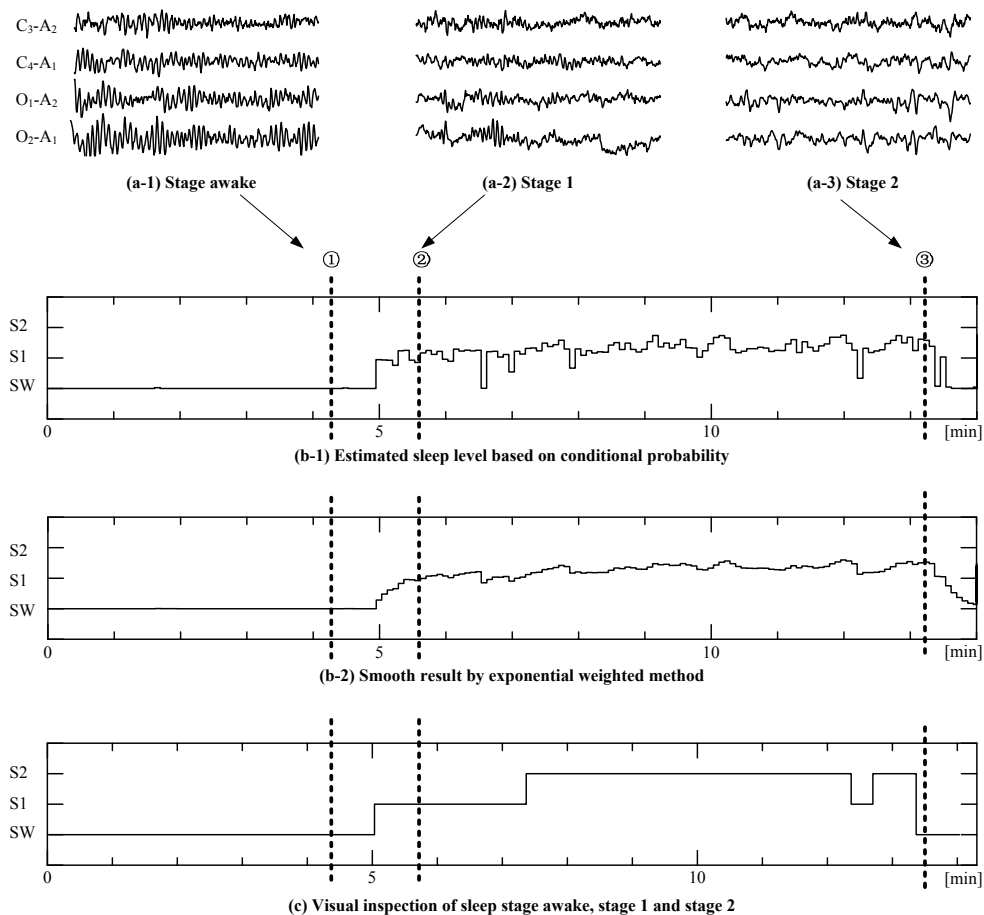 C3-A2
C4-A1
O1-A2
O2-A1
(a-1) Stage awake
(a-2) Stage 1
(a-3) Stage 2
① ② ③
S2
S1
SW
0 5 10 [min]
(b-1) Estimated sleep level based on conditional probability
S2
S1
SW
0 5 10 [min]
(b-2) Smooth result by exponential weighted method
S2
S1
SW
0 5 10 [min]
(c) Visual inspection of sleep stage awake, stage 1 and stage 2